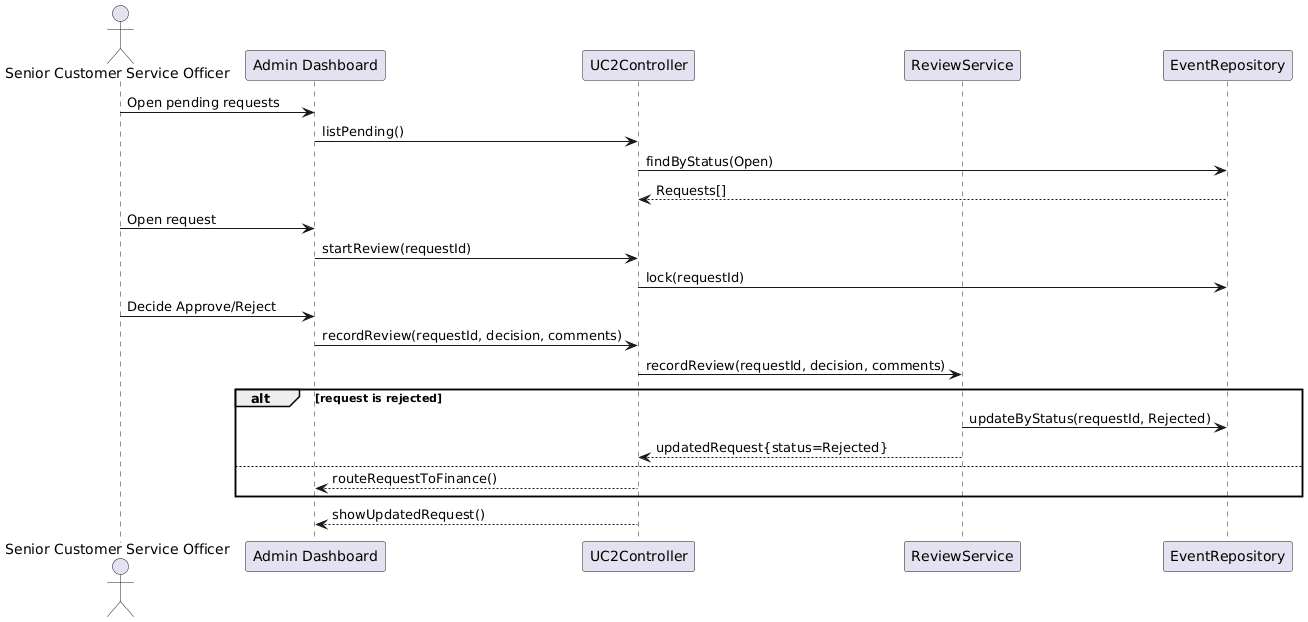 Senior Customer Service Officer
Admin Dashboard
UC2Controller
ReviewService
EventRepository
Open pending requests
listPending()
findByStatus(Open)
Requests[]
Open request
startReview(requestId)
lock(requestId)
Decide Approve/Reject
recordReview(requestId, decision, comments)
recordReview(requestId, decision, comments)
alt
[request is rejected]
updateByStatus(requestId, Rejected)
updatedRequest{status=Rejected}
routeRequestToFinance()
showUpdatedRequest()
Senior Customer Service Officer
Admin Dashboard
UC2Controller
ReviewService
EventRepository